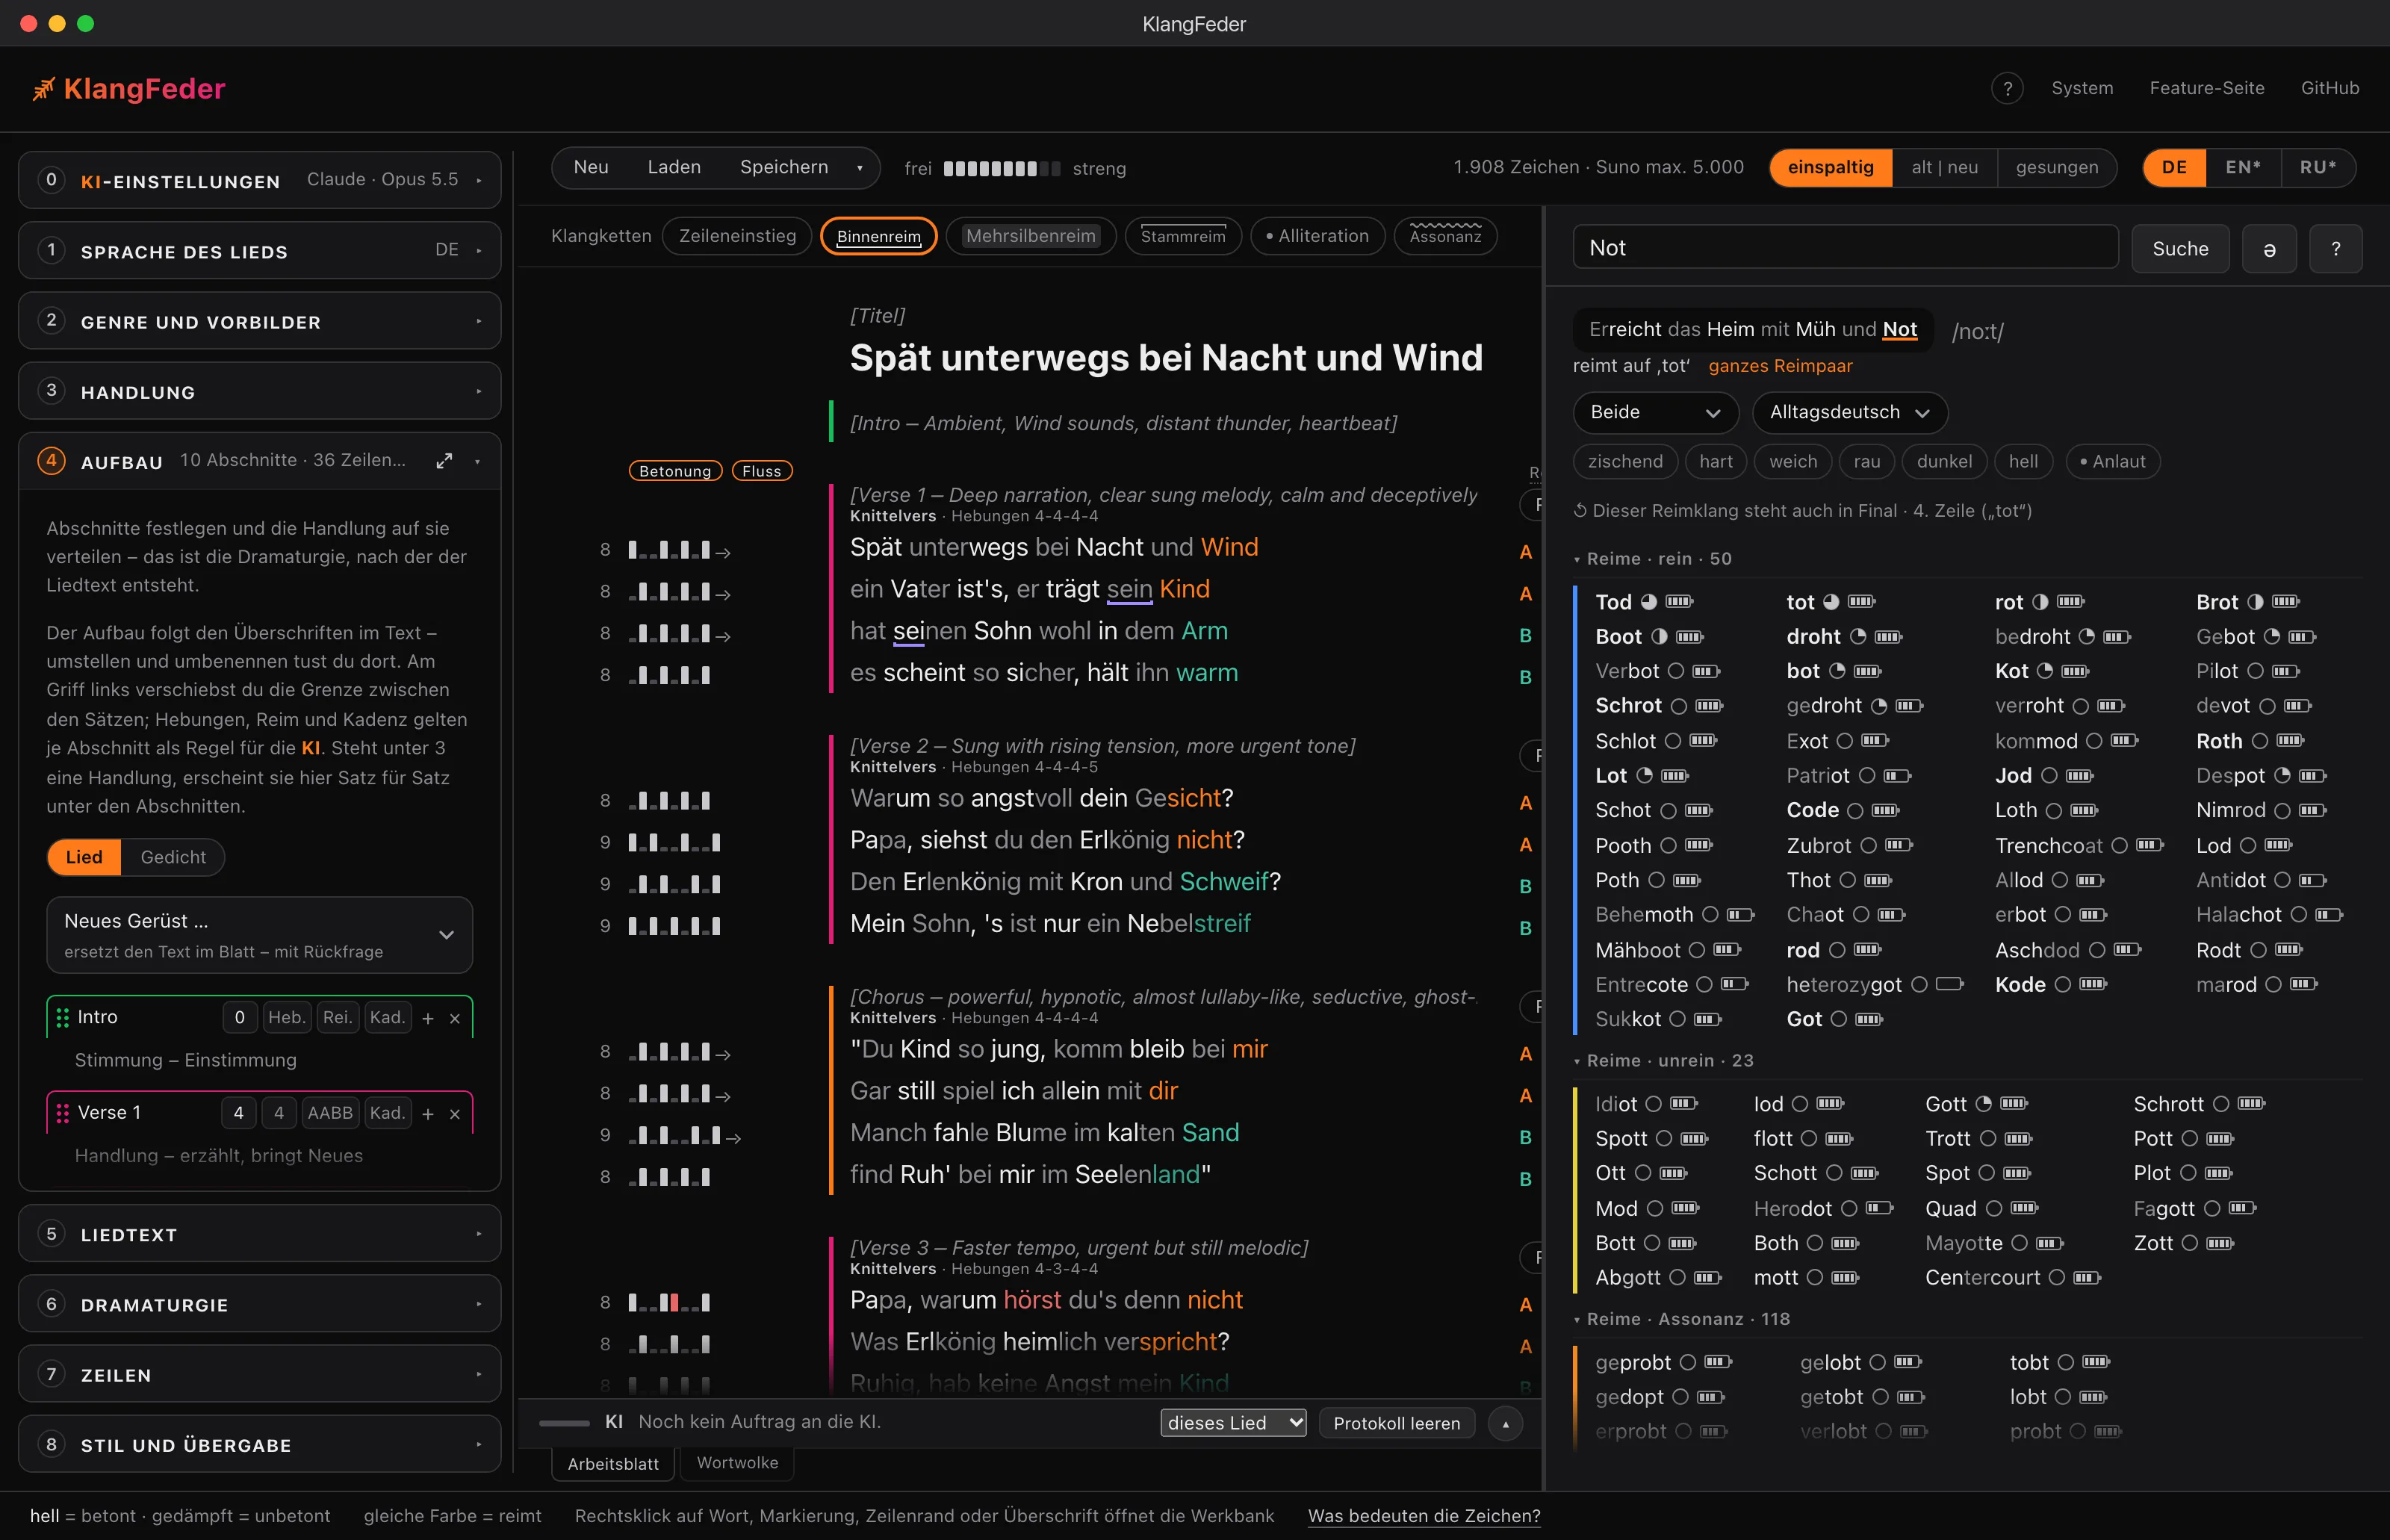 KlangFeder
KlangFeder
? System Feature-Seite GitHub
0 KI-EINSTELLUNGEN Claude · Opus 5.5
1 SPRACHE DES LIEDS DE
2 GENRE UND VORBILDER
3 HANDLUNG
4 AUFBAU 10 Abschnitte · 36 Zeilen...
Abschnitte festlegen und die Handlung auf sie
verteilen – das ist die Dramaturgie, nach der der
Liedtext entsteht.
Der Aufbau folgt den Überschriften im Text –
umstellen und umbenennen tust du dort. Am
Griff links verschiebst du die Grenze zwischen
den Sätzen; Hebungen, Reim und Kadenz gelten
je Abschnitt als Regel für die KI. Steht unter 3
eine Handlung, erscheint sie hier Satz für Satz
unter den Abschnitten.
Lied Gedicht
Neues Gerüst ...
ersetzt den Text im Blatt – mit Rückfrage
Intro 0 Heb. Rei. Kad. + ×
Stimmung – Einstimmung
Verse 1 4 4 AABB Kad. + ×
Handlung – erzählt, bringt Neues
5 LIEDTEXT
6 DRAMATURGIE
7 ZEILEN
8 STIL UND ÜBERGABE
Neu Laden Speichern
frei streng
1.908 Zeichen · Suno max. 5.000
einspaltig alt | neu gesungen
DE EN* RU*
Klangketten Zeileneinstieg Binnenreim Mehrsilbenreim Stammreim • Alliteration Assonanz
[Titel]
Spät unterwegs bei Nacht und Wind
[Intro – Ambient, Wind sounds, distant thunder, heartbeat]
Betonung Fluss
[Verse 1 – Deep narration, clear sung melody, calm and deceptively
Knittelvers · Hebungen 4-4-4-4
8 → Spät unterwegs bei Nacht und Wind A
8 → ein Vater ist's, er trägt sein Kind A
8 → hat seinen Sohn wohl in dem Arm B
8 es scheint so sicher, hält ihn warm B
[Verse 2 – Sung with rising tension, more urgent tone]
Knittelvers · Hebungen 4-4-4-5
8 Warum so angstvoll dein Gesicht? A
9 Papa, siehst du den Erlkönig nicht? A
9 Den Erlenkönig mit Kron und Schweif? B
9 Mein Sohn, 's ist nur ein Nebelstreif B
[Chorus – powerful, hypnotic, almost lullaby-like, seductive, ghost-
Knittelvers · Hebungen 4-4-4-4
8 → "Du Kind so jung, komm bleib bei mir A
8 → Gar still spiel ich allein mit dir A
9 → Manch fahle Blume im kalten Sand B
8 find Ruh' bei mir im Seelenland" B
[Verse 3 – Faster tempo, urgent but still melodic]
Knittelvers · Hebungen 4-3-4-4
8 Papa, warum hörst du's denn nicht A
8 Was Erlkönig heimlich verspricht? A
8 Ruhig, hab keine Angst mein Kind B
KI Noch kein Auftrag an die KI. dieses Lied Protokoll leeren
Arbeitsblatt Wortwolke
Not Suche ə ?
Erreicht das Heim mit Müh und Not /noːt/
reimt auf ‚tot‘ ganzes Reimpaar
Beide Alltagsdeutsch
zischend hart weich rau dunkel hell • Anlaut
Dieser Reimklang steht auch in Final · 4. Zeile („tot“)
Reime · rein · 50
Tod tot rot Brot
Boot droht bedroht Gebot
Verbot bot Kot Pilot
Schrot gedroht verroht devot
Schlot Exot kommod Roth
Lot Patriot Jod Despot
Schot Code Loth Nimrod
Pooth Zubrot Trenchcoat Lod
Poth Thot Allod Antidot
Behemoth Chaot erbot Halachot
Mähboot rod Aschdod Rodt
Entrecote heterozygot Kode marod
Sukkot Got
Reime · unrein · 23
Idiot lod Gott Schrott
Spott flott Trott Pott
Ott Schott Spot Plot
Mod Herodot Quad Fagott
Bott Both Mayotte Zott
Abgott mott Centercourt
Reime · Assonanz · 118
geprobt gelobt tobt
gedopt getobt lobt
erprobt verlobt probt
hell = betont · gedämpft = unbetont gleiche Farbe = reimt Rechtsklick auf Wort, Markierung, Zeilenrand oder Überschrift öffnet die Werkbank Was bedeuten die Zeichen?